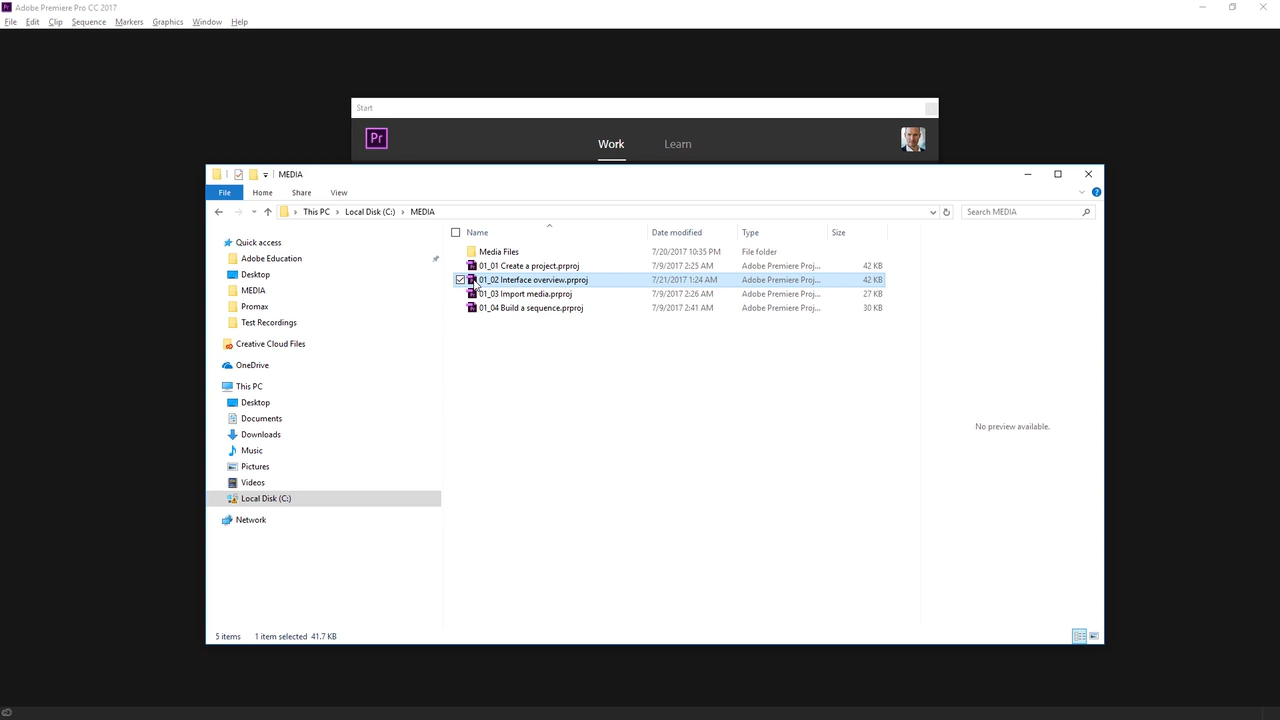 Adobe Premiere Pro CC 2017
File Edit Clip Sequence Markers Graphics Window Help
Start
Pr Work Learn
MEDIA
File Home Share View
This PC Local Disk (C:) MEDIA Search MEDIA
Name Date modified Type Size
Quick access
Adobe Education
Desktop
MEDIA
Promax
Test Recordings
Creative Cloud Files
OneDrive
This PC
Desktop
Documents
Downloads
Music
Pictures
Videos
Local Disk (C:)
Network
Media Files 7/20/2017 10:35 PM File folder
01_01 Create a project.prproj 7/9/2017 2:25 AM Adobe Premiere Proj... 42 KB
01_02 Interface overview.prproj 7/21/2017 1:24 AM Adobe Premiere Proj... 42 KB
01_03 Import media.prproj 7/9/2017 2:26 AM Adobe Premiere Proj... 27 KB
01_04 Build a sequence.prproj 7/9/2017 2:41 AM Adobe Premiere Proj... 30 KB
No preview available.
5 items 1 item selected 41.7 KB